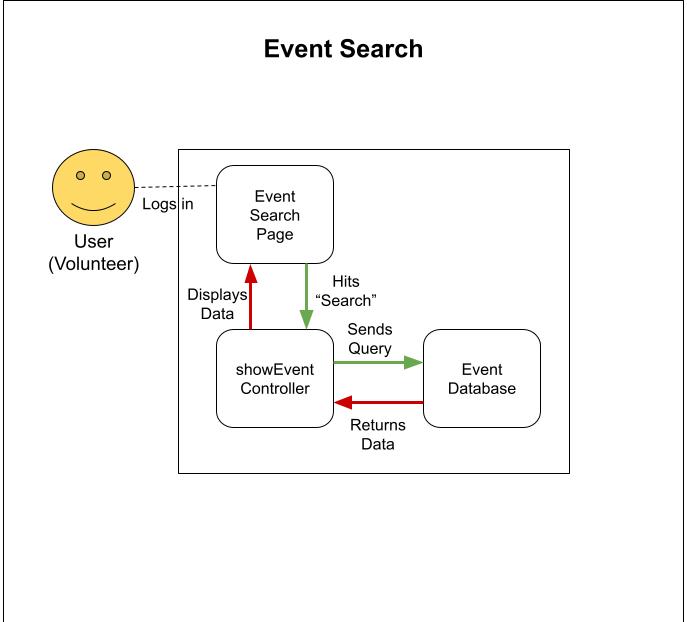 Event Search
Logs in
User
(Volunteer)
Event
Search
Page
Displays
Data
Hits
“Search”
showEvent
Controller
Sends
Query
Event
Database
Returns
Data